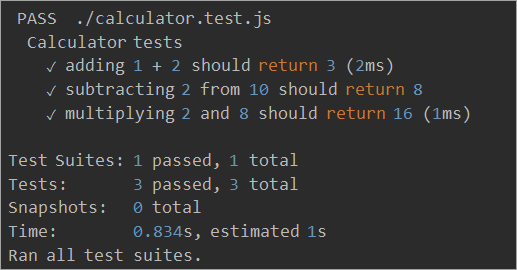 PASS ./calculator.test.js
Calculator tests
✓ adding 1 + 2 should return 3 (2ms)
✓ subtracting 2 from 10 should return 8
✓ multiplying 2 and 8 should return 16 (1ms)
Test Suites: 1 passed, 1 total
Tests: 3 passed, 3 total
Snapshots: 0 total
Time: 0.834s, estimated 1s
Ran all test suites.